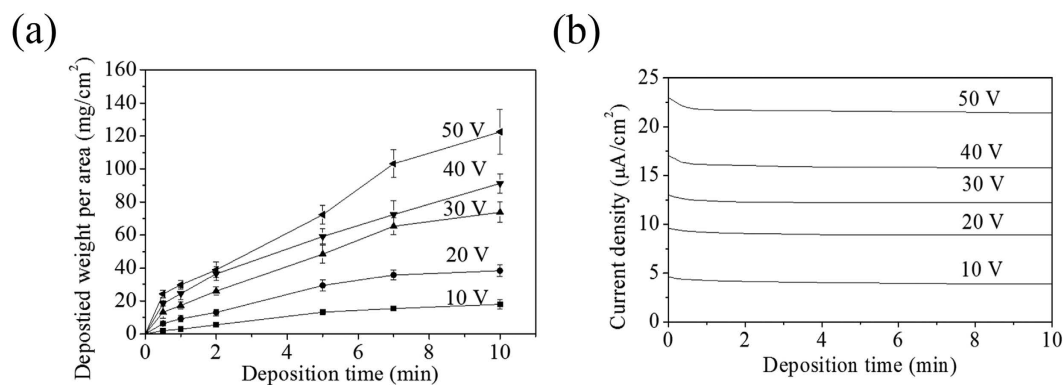 (a)
Depostied weight per area (mg/cm²)
160
140
120
100
80
60
40
20
0
50 V
40 V
30 V
20 V
10 V
0 2 4 6 8 10
Deposition time (min)
(b)
Current density (μA/cm²)
25
20
15
10
5
0
50 V
40 V
30 V
20 V
10 V
0 2 4 6 8 10
Deposition time (min)